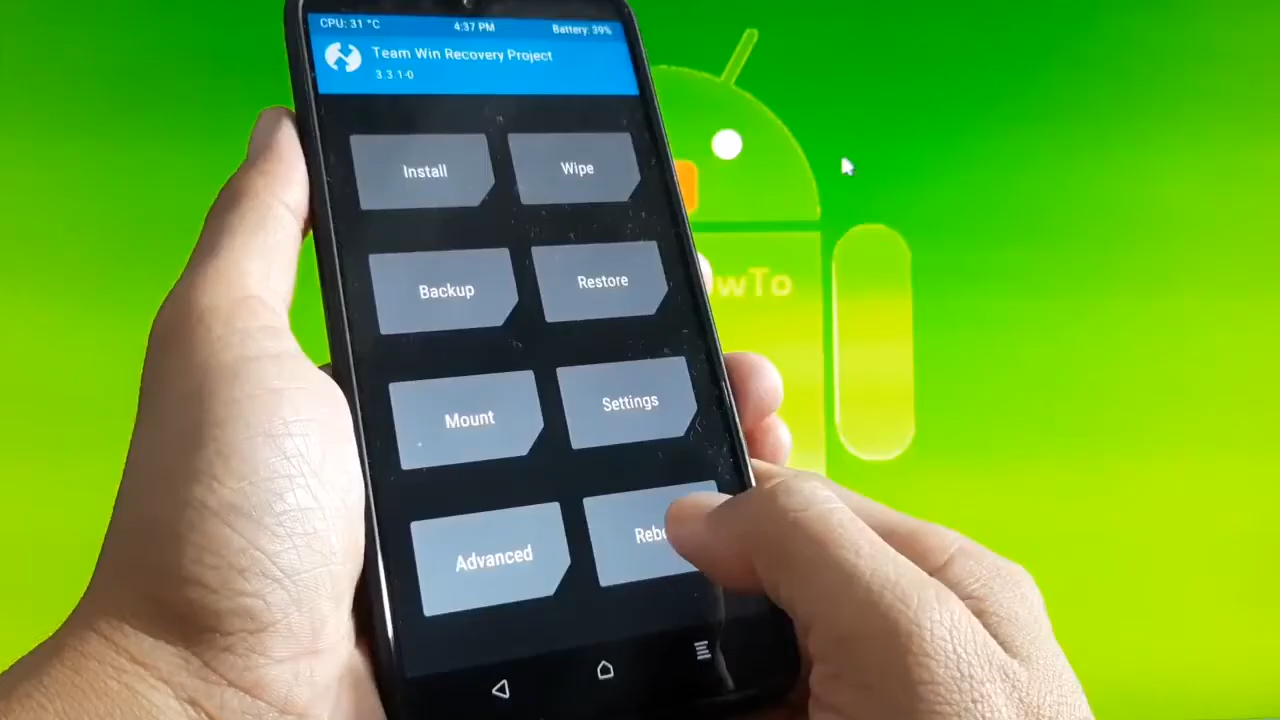 CPU: 31 °C 4:37 PM Battery: 39%
Team Win Recovery Project
3.3.1-0
Install Wipe
Backup Restore
Mount Settings
Advanced Rebo
wTo